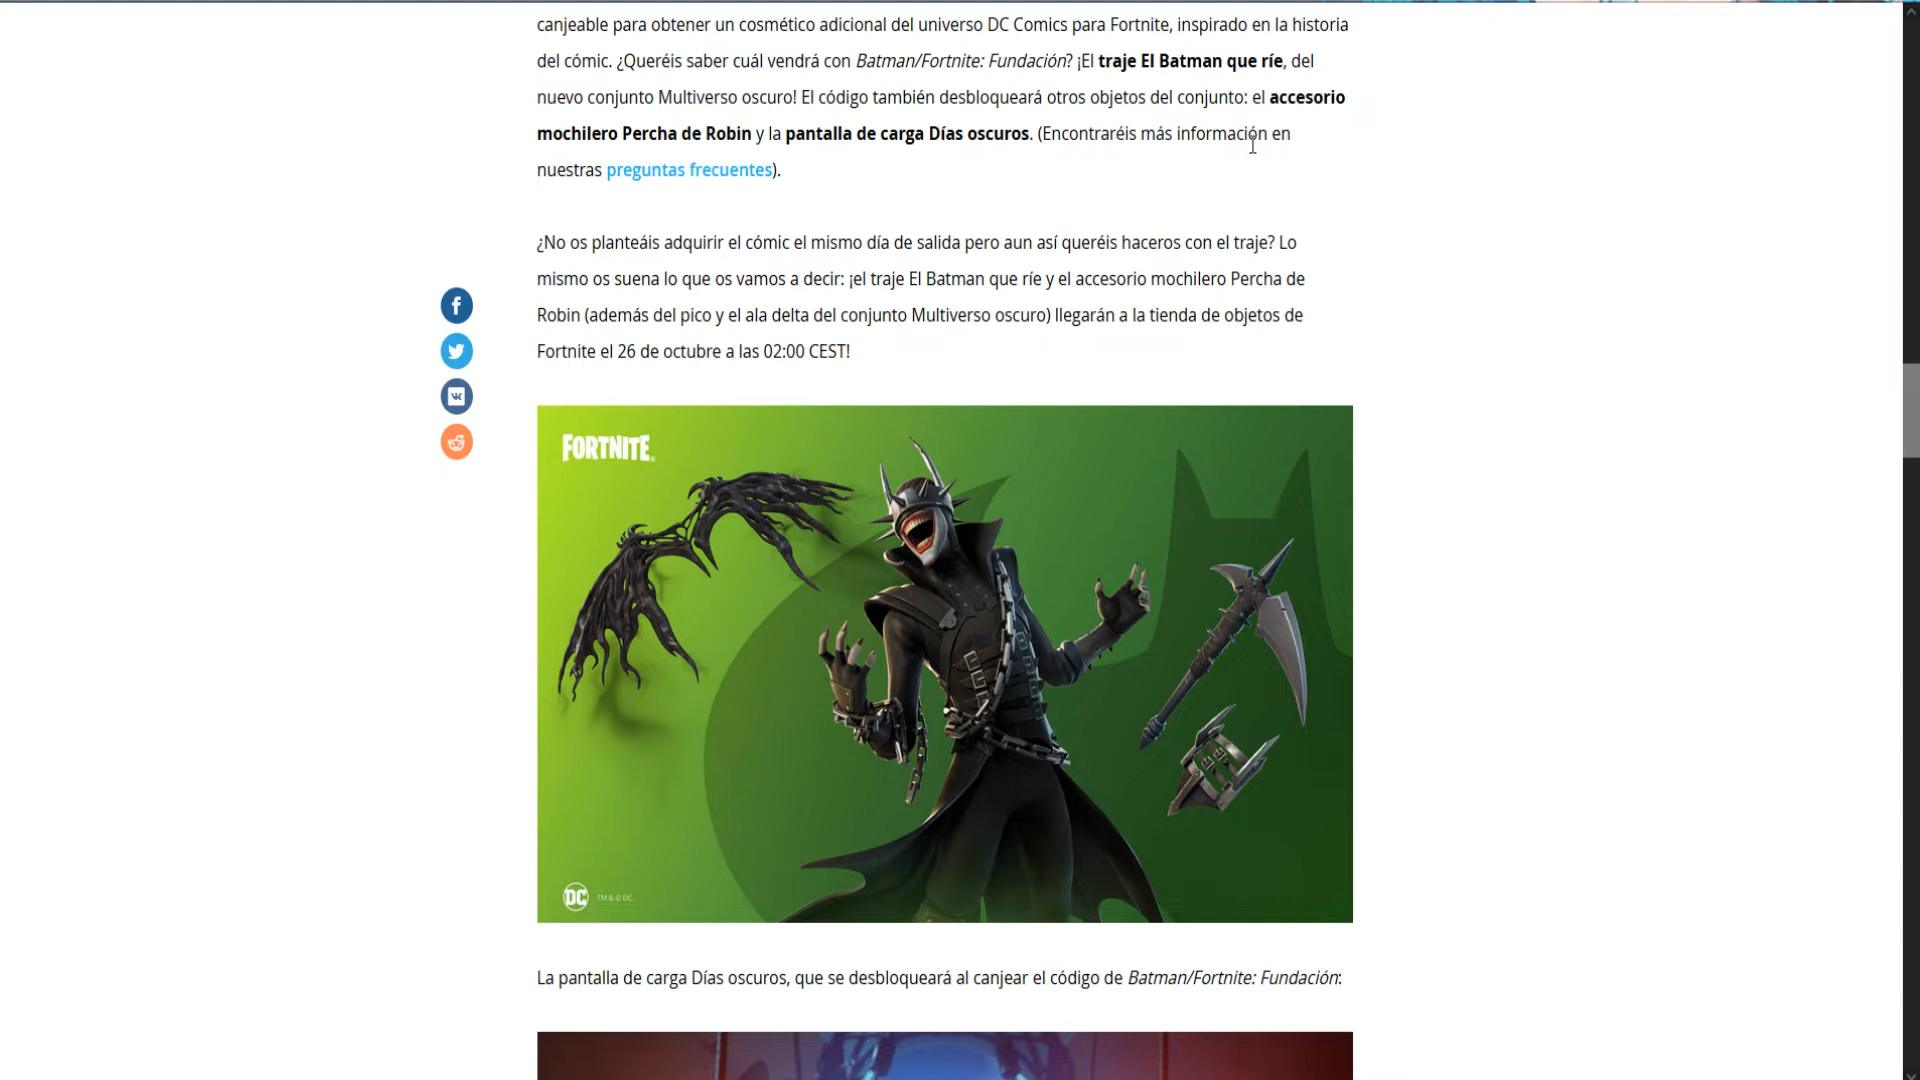 canjeable para obtener un cosmético adicional del universo DC Comics para Fortnite, inspirado en la historia
del cómic. ¿Queréis saber cuál vendrá con Batman/Fortnite: Fundación? ¡El traje El Batman que ríe, del
nuevo conjunto Multiverso oscuro! El código también desbloqueará otros objetos del conjunto: el accesorio
mochilero Percha de Robin y la pantalla de carga Días oscuros. (Encontraréis más información en
nuestras preguntas frecuentes).
¿No os planteáis adquirir el cómic el mismo día de salida pero aun así queréis haceros con el traje? Lo
mismo os suena lo que os vamos a decir: ¡el traje El Batman que ríe y el accesorio mochilero Percha de
Robin (además del pico y el ala delta del conjunto Multiverso oscuro) llegarán a la tienda de objetos de
Fortnite el 26 de octubre a las 02:00 CEST!
FORTNITE
DC TM & © DC.
La pantalla de carga Días oscuros, que se desbloqueará al canjear el código de Batman/Fortnite: Fundación: